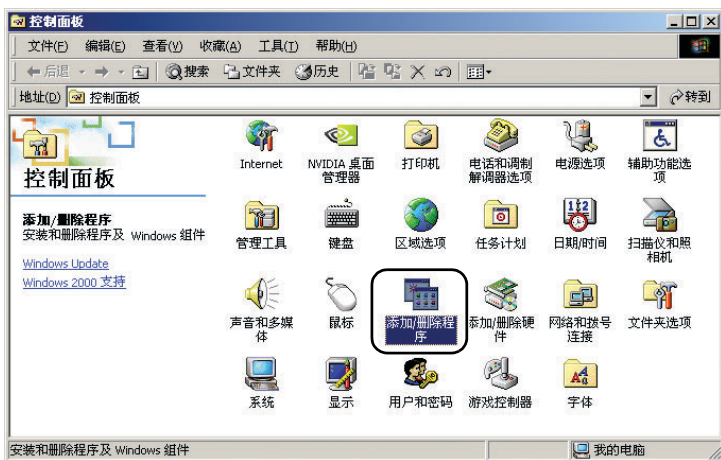 控制面板
文件(F) 编辑(E) 查看(V) 收藏(A) 工具(T) 帮助(H)
后退 搜索 文件夹 历史
地址(D) 控制面板 转到
控制面板
添加/删除程序
安装和删除程序及 Windows 组件
Windows Update
Windows 2000 支持
Internet NVIDIA 桌面 打印机 电话和调制 电源选项 辅助功能选
管理器 解调器选项 项
管理工具 键盘 区域选项 任务计划 日期/时间 扫描仪和照
相机
声音和多媒 鼠标 添加/删除程 添加/删除硬 网络和拨号 文件夹选项
体 序 件 连接
系统 显示 用户和密码 游戏控制器 字体
安装和删除程序及 Windows 组件 我的电脑